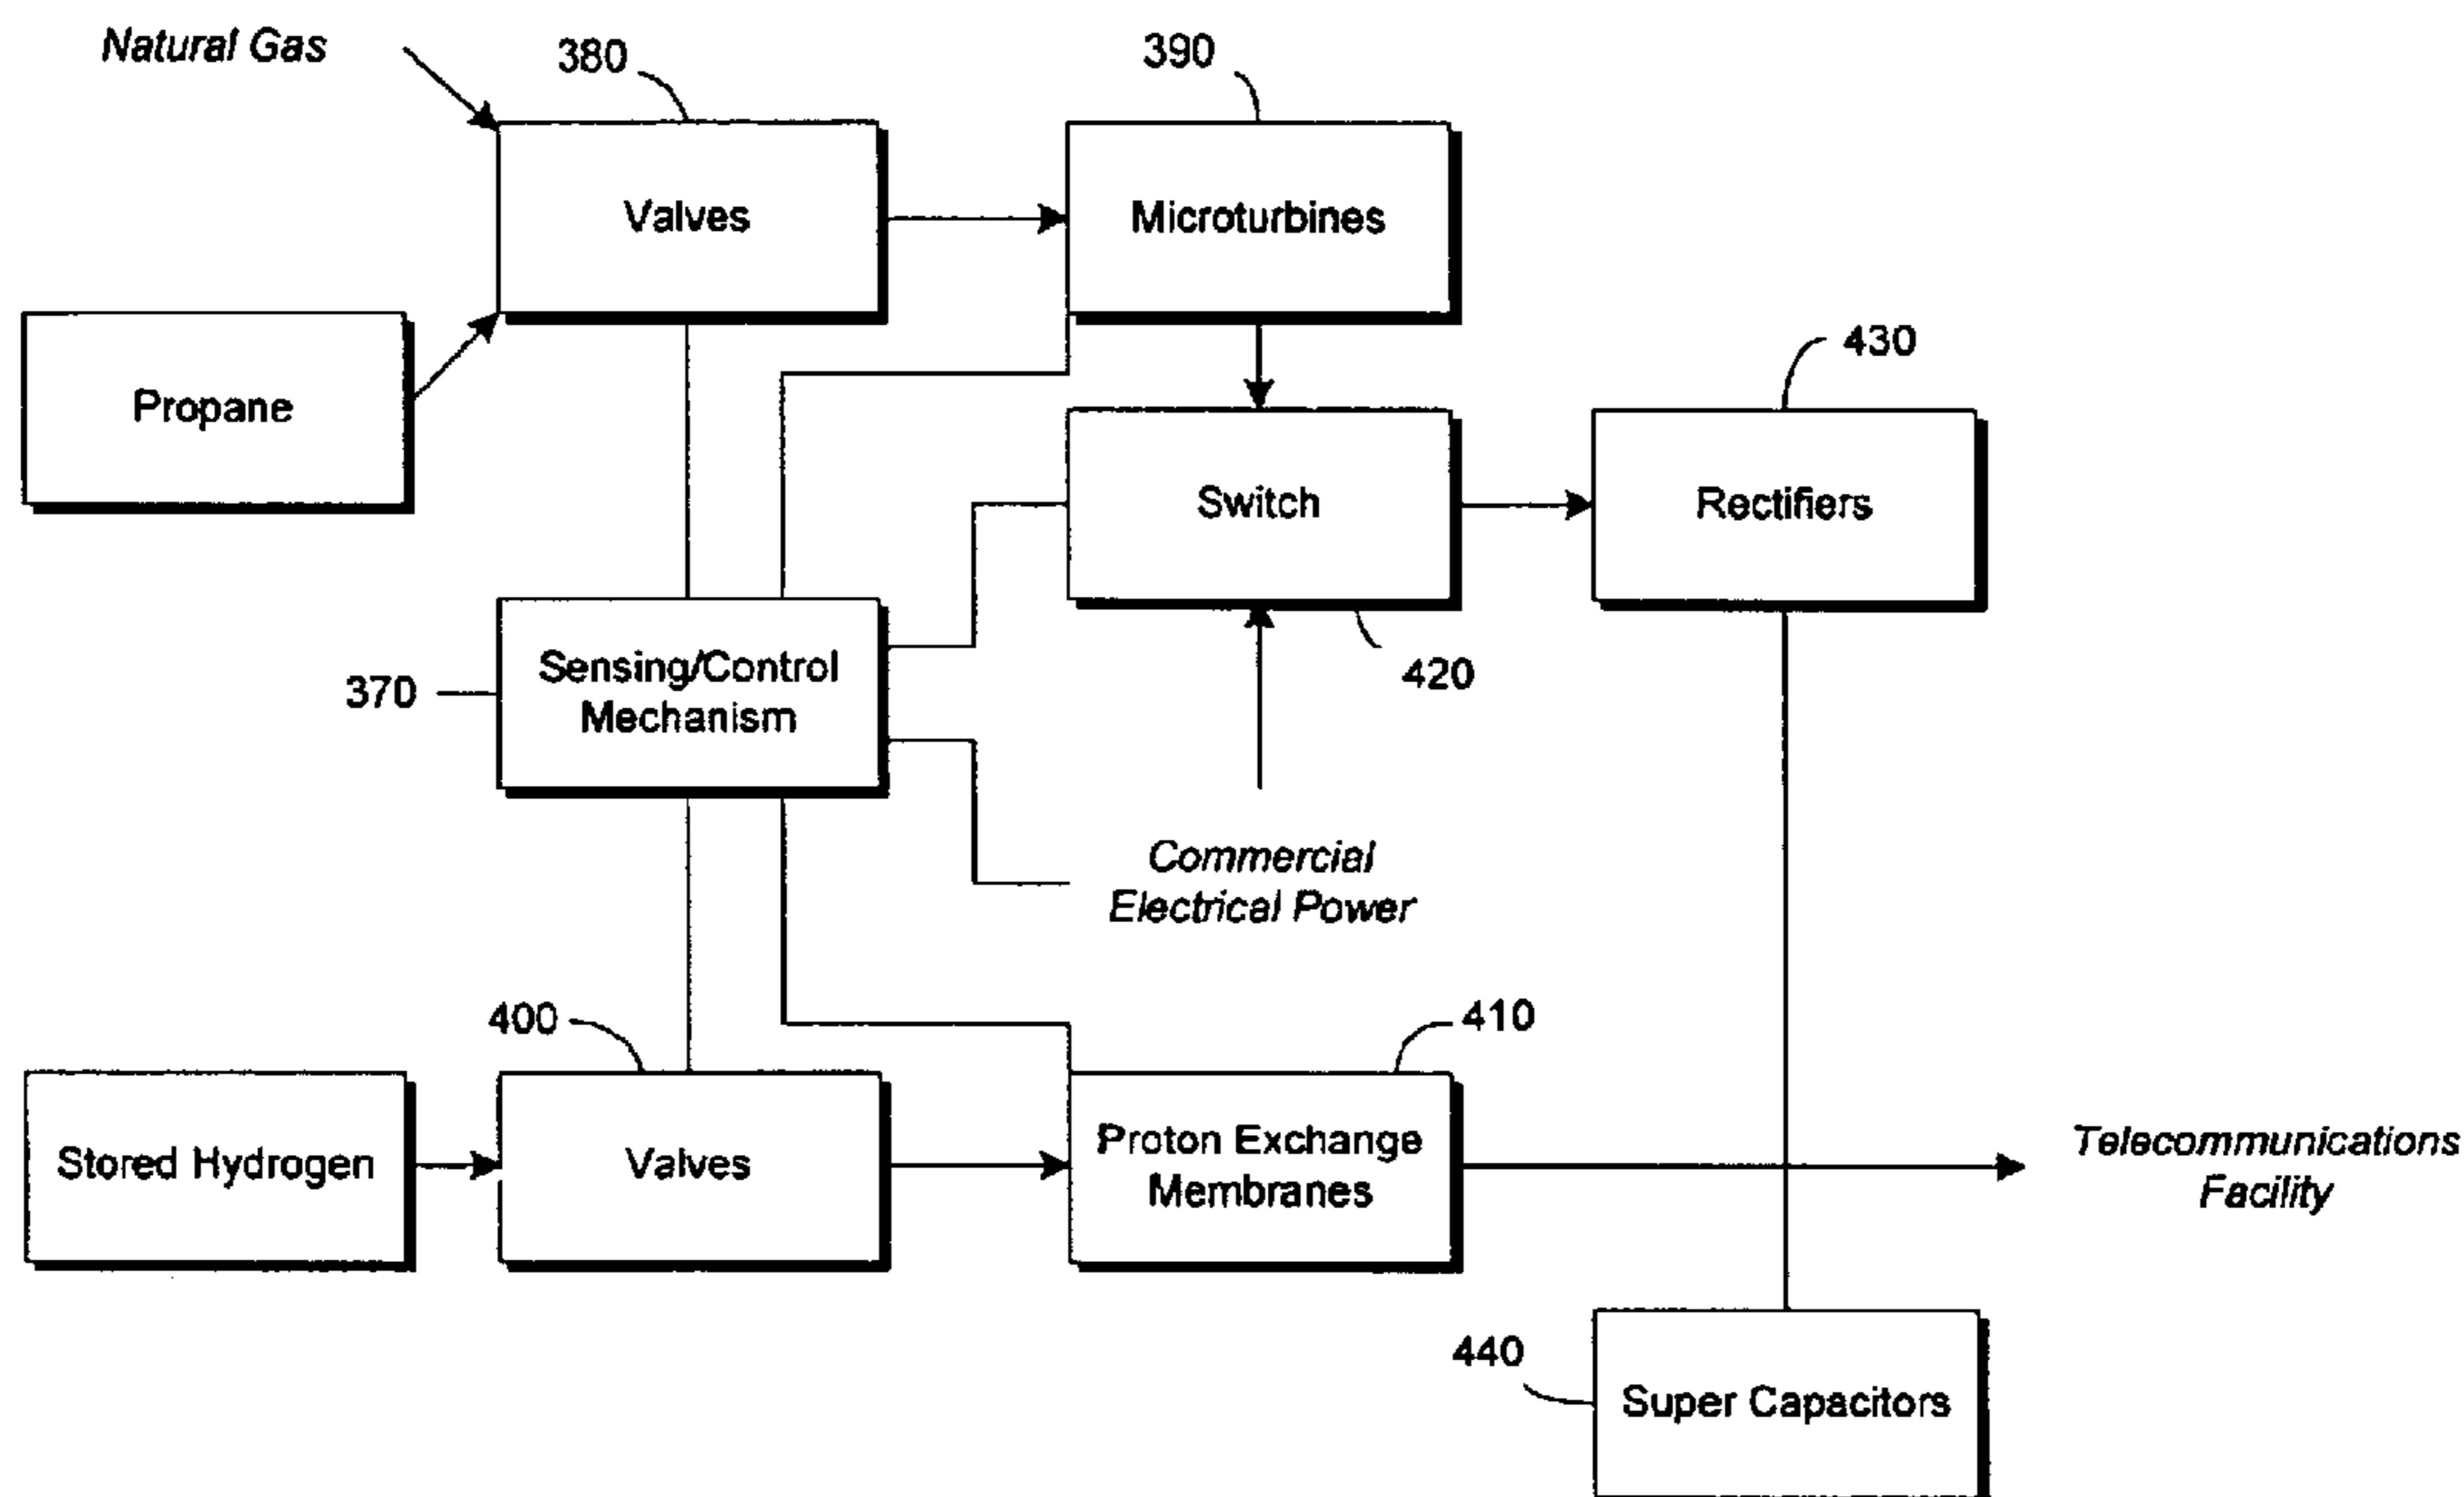 Natural Gas
380
390
Valves
Microturbines
430
Propane
Switch
Rectifiers
Sensing/Control
Mechanism
370
420
Commercial
Electrical Power
400
410
Stored Hydrogen
Valves
Proton Exchange
Membranes
Telecommunications
Facility
440
Super Capacitors